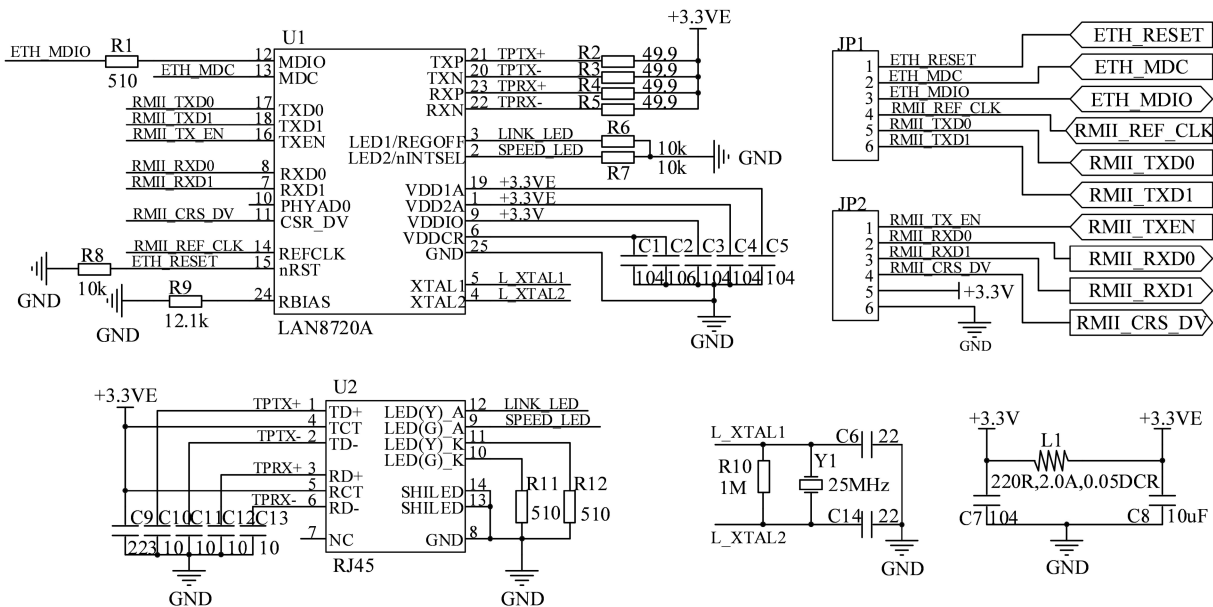 U1
ETH_MDIO R1 510
12 MDIO
ETH_MDC 13 MDC
RMII_TXD0 17 TXD0
RMII_TXD1 18 TXD1
RMII_TX_EN 16 TXEN
RMII_RXD0 8 RXD0
RMII_RXD1 7 RXD1
10 PHYAD0
RMII_CRS_DV 11 CSR_DV
RMII_REF_CLK 14 REFCLK
ETH_RESET 15 nRST
R8 10k GND
24 RBIAS
R9 12.1k GND
LAN8720A
+3.3VE
TXP 21 TPTX+ R2 49.9
TXN 20 TPTX- R3 49.9
RXP 23 TPRX+ R4 49.9
RXN 22 TPRX- R5 49.9
LED1/REGOFF 3 LINK_LED R6 10k
LED2/nINTSEL 2 SPEED_LED R7 10k
GND
VDD1A 19 +3.3VE
VDD2A 1 +3.3VE
VDDIO 9 +3.3V
VDDCR 6
GND 25
XTAL1 5 L_XTAL1
XTAL2 4 L_XTAL2
C1 C2 C3 C4 C5
104 106 104 104 104
GND
JP1
1 ETH_RESET
2 ETH_MDC
3 ETH_MDIO
4 RMII_REF_CLK
5 RMII_TXD0
6 RMII_TXD1
ETH_RESET
ETH_MDC
ETH_MDIO
RMII_REF_CLK
RMII_TXD0
RMII_TXD1
JP2
1 RMII_TX_EN
2 RMII_RXD0
3 RMII_RXD1
4 RMII_CRS_DV
5 +3.3V
6
GND
RMII_TXEN
RMII_RXD0
RMII_RXD1
RMII_CRS_DV
U2
+3.3VE
TPTX+ 1 TD+
4 TCT
TPTX- 2 TD-
TPRX+ 3 RD+
5 RCT
TPRX- 6 RD-
7 NC
C9 C10 C11 C12 C13
223 10 10 10 10
GND
LED(Y)_A 12 LINK_LED
LED(G)_A 9 SPEED_LED
LED(Y)_K 11
LED(G)_K 10
SHILED 14
SHILED 13
GND 8
RJ45
R11 R12
510 510
GND
L_XTAL1
C6 22
R10 1M
Y1 25MHz
C14 22
L_XTAL2
GND
+3.3V +3.3VE
L1
220R,2.0A,0.05DCR
C7 104 C8 10uF
GND